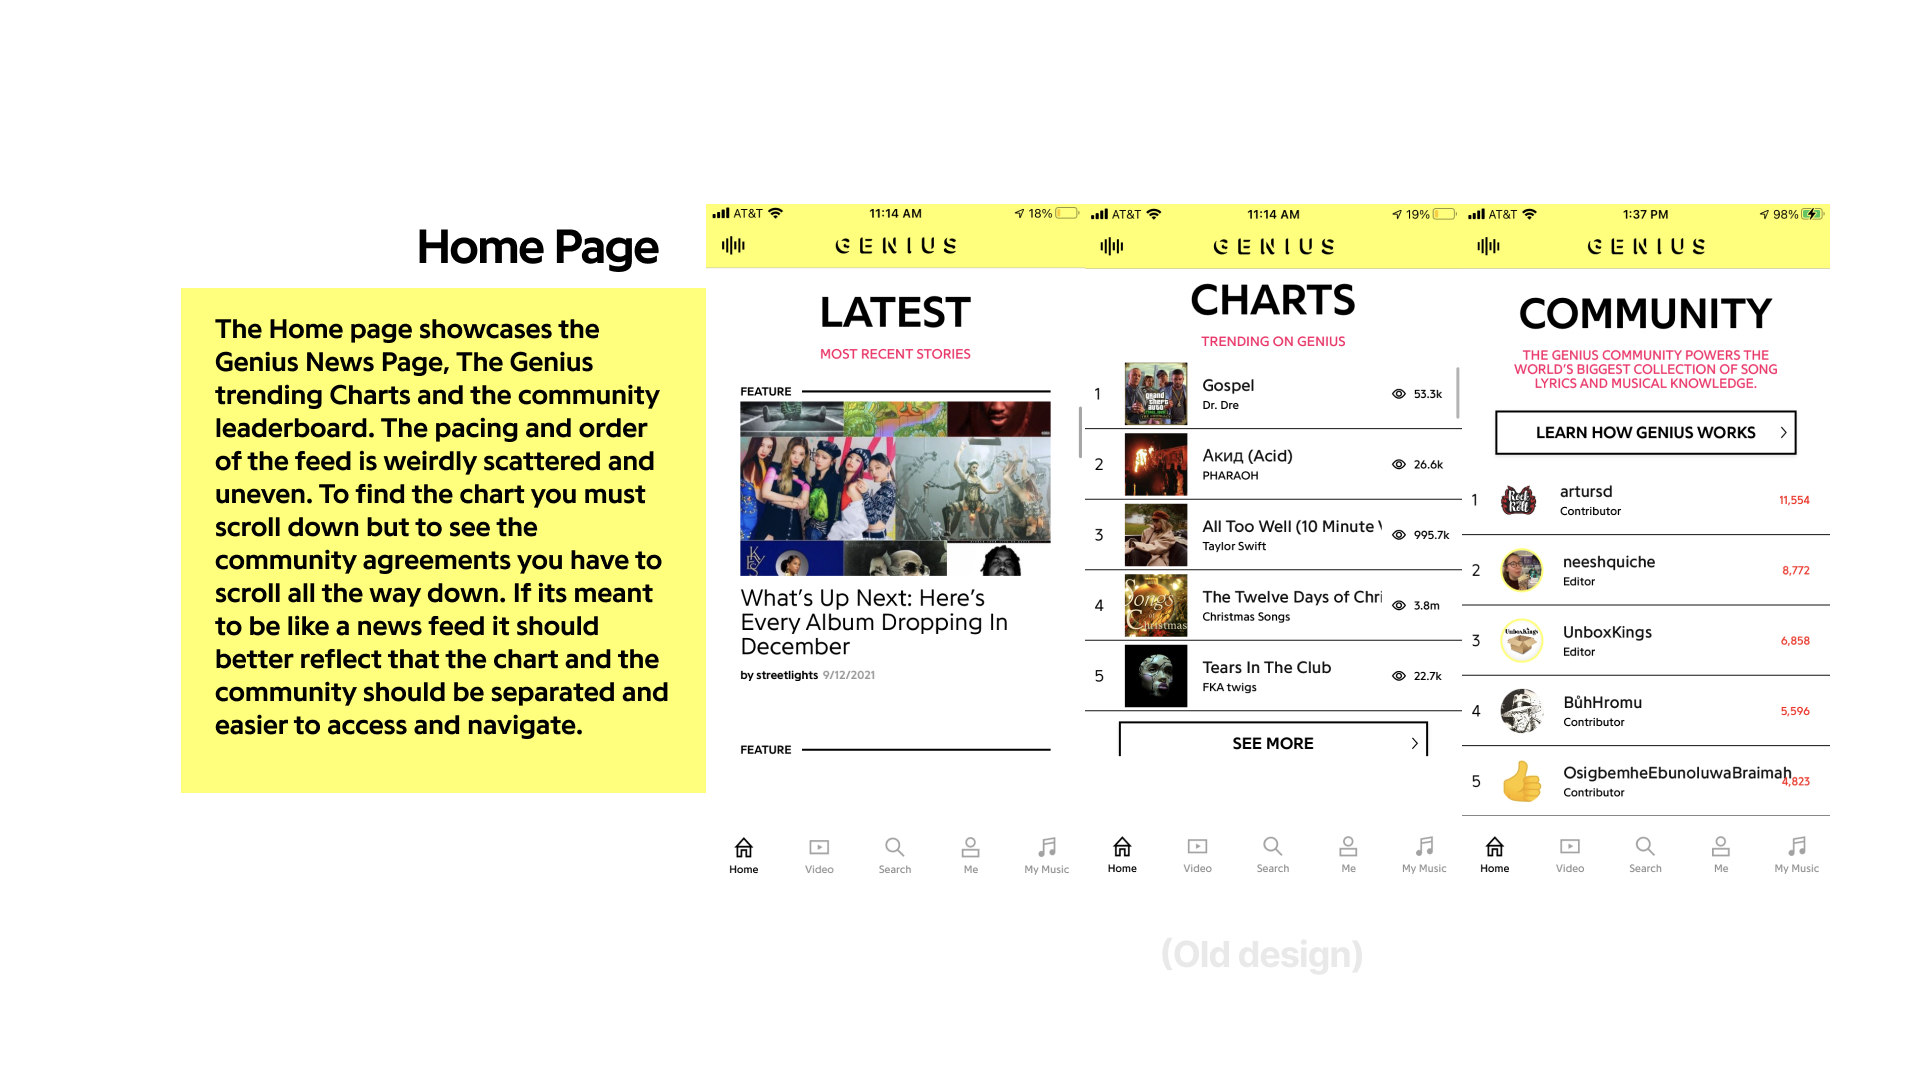 Home Page
The Home page showcases the
Genius News Page, The Genius
trending Charts and the community
leaderboard. The pacing and order
of the feed is weirdly scattered and
uneven. To find the chart you must
scroll down but to see the
community agreements you have to
scroll all the way down. If its meant
to be like a news feed it should
better reflect that the chart and the
community should be separated and
easier to access and navigate.
AT&T 11:14 AM 18%
GENIUS
LATEST
MOST RECENT STORIES
FEATURE
KEYS
What's Up Next: Here's
Every Album Dropping In
December
by streetlights 9/12/2021
FEATURE
Home Video Search Me My Music
AT&T 11:14 AM 19%
GENIUS
CHARTS
TRENDING ON GENIUS
1 Gospel 53.3k
Dr. Dre
grand
theft
auto
2 Акид (Acid) 26.6k
PHARAOH
3 All Too Well (10 Minute 995.7k
Taylor Swift
4 The Twelve Days of Chri 3.8m
Christmas Songs
Songs
of
Christmas
5 Tears In The Club 22.7k
FKA twigs
SEE MORE
Home Video Search Me My Music
AT&T 1:37 PM 98%
GENIUS
COMMUNITY
THE GENIUS COMMUNITY POWERS THE
WORLD'S BIGGEST COLLECTION OF SONG
LYRICS AND MUSICAL KNOWLEDGE.
LEARN HOW GENIUS WORKS
1 artursd 11,554
Contributor
Rock
Roll
2 neeshquiche 8,772
Editor
3 UnboxKings 6,858
Editor
UnboxKings
4 BůhHromu 5,596
Contributor
5 OsigbemheEbunoluwaBraimah 4,823
Contributor
Home Video Search Me My Music
(Old design)